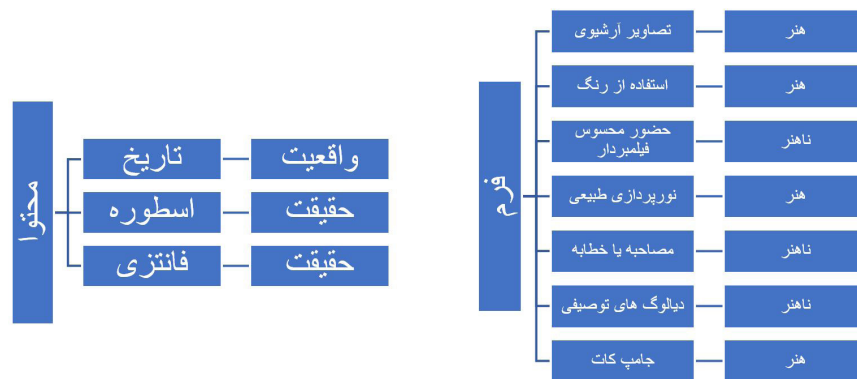 محتوا
تاریخ
واقعیت
اسطوره
حقیقت
فانتزی
حقیقت
فرم
تصاویر آرشیوی
هنر
استفاده از رنگ
هنر
حضور محسوس
فیلمبردار
ناهنر
نورپردازی طبیعی
هنر
مصاحبه یا خطابه
ناهنر
دیالوگ های توصیفی
ناهنر
جامپ کات
هنر